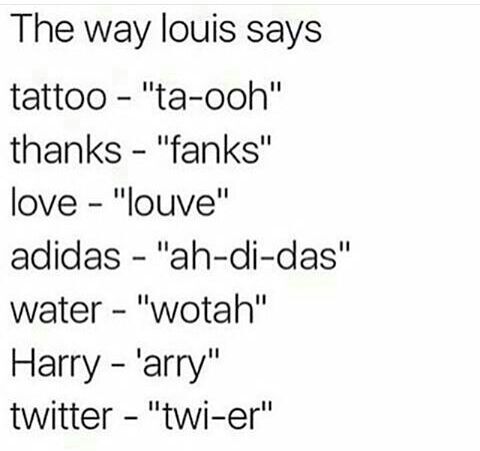 The way louis says
tattoo - "ta-ooh"
thanks - "fanks"
love - "louve"
adidas - "ah-di-das"
water - "wotah"
Harry - 'arry"
twitter - "twi-er"